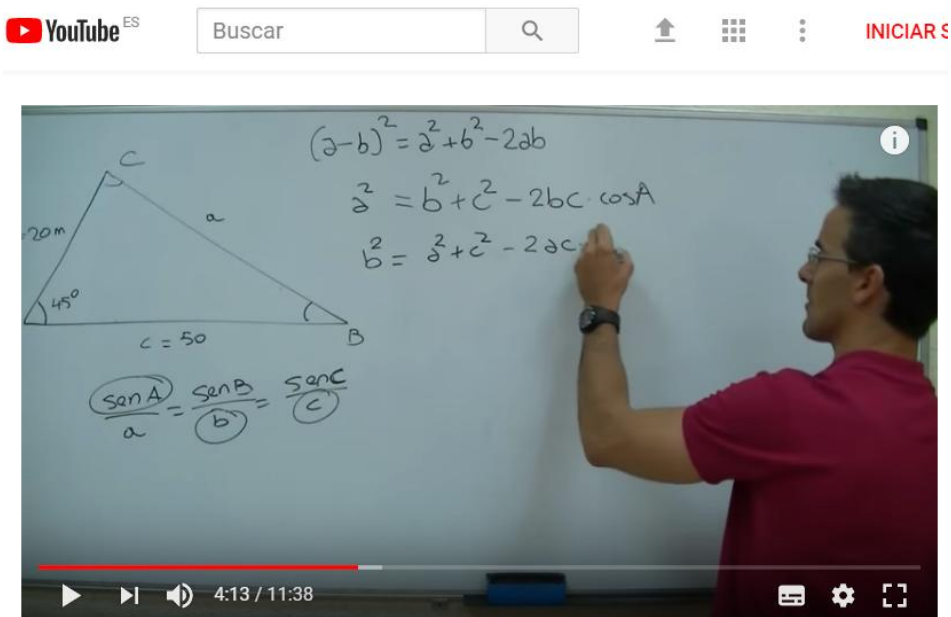 YouTube ES
Buscar
INICIAR S
(a-b)² = a² + b² - 2ab
a² = b² + c² - 2bc · cosA
b² = a² + c² - 2ac ·
C
a
20m
45°
c = 50
B
senA/a = senB/b = senC/c
4:13 / 11:38